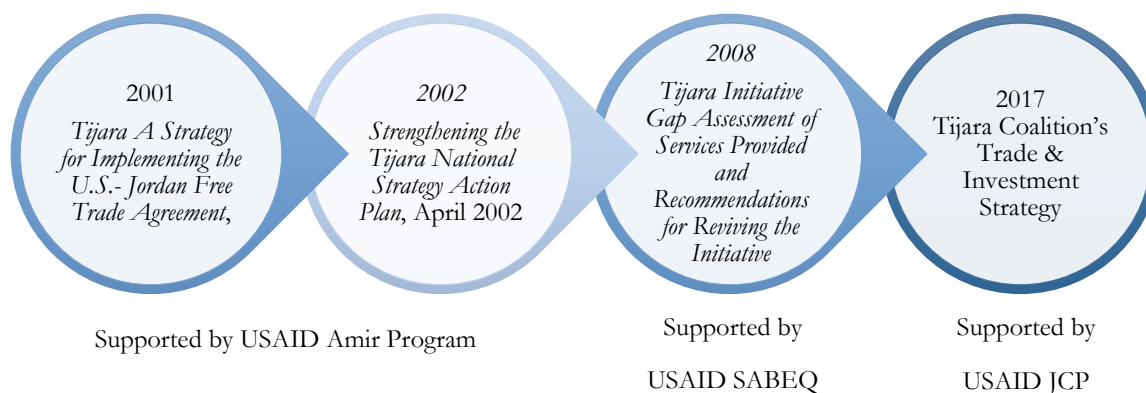 2001
Tijara A Strategy
for Implementing the
U.S.- Jordan Free
Trade Agreement,
2002
Strengthening the
Tijara National
Strategy Action
Plan, April 2002
2008
Tijara Initiative
Gap Assessment of
Services Provided
and
Recommendations
for Reviving the
Initiative
2017
Tijara Coalition's
Trade &
Investment
Strategy
Supported by USAID Amir Program
Supported by
USAID SABEQ
Supported by
USAID JCP